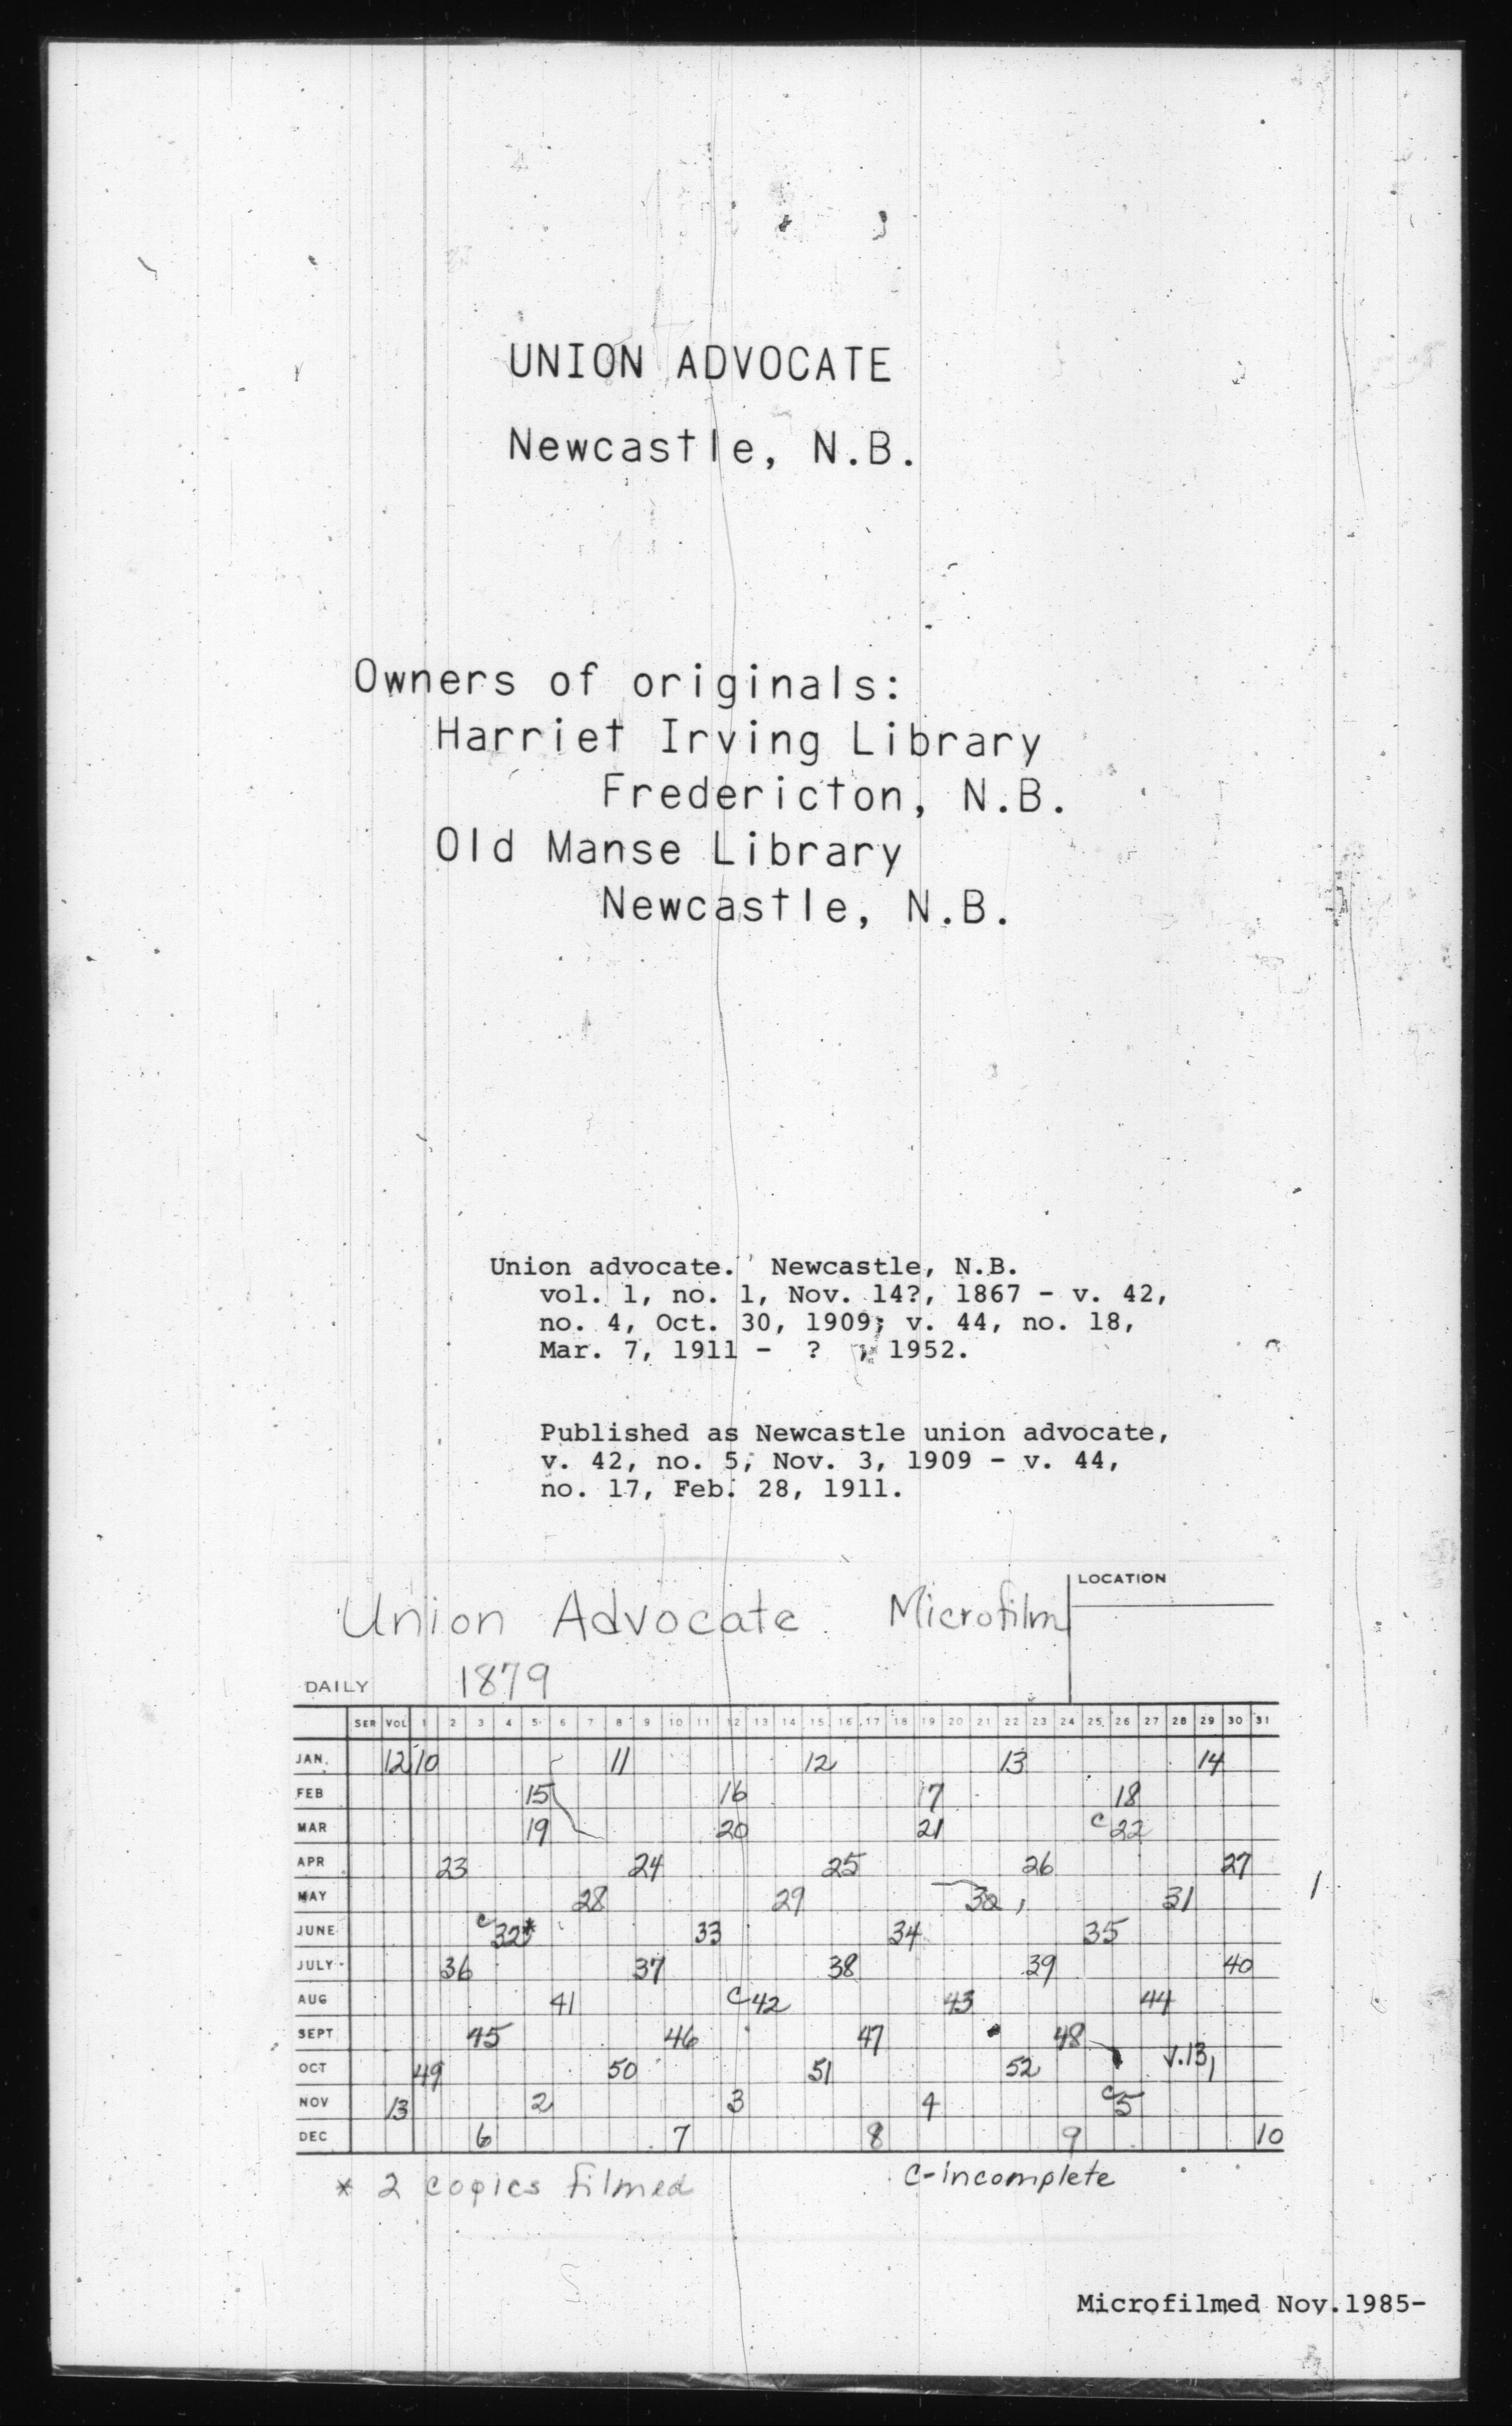 UNION ADVOCATE
Newcastle, N.B.
Owners of originals:
Harriet Irving Library
Fredericton, N.B.
Old Manse Library
Newcastle, N.B.
Union advocate. Newcastle, N.B.
vol. 1, no. 1, Nov. 14?, 1867 - v. 42,
no. 4, Oct. 30, 1909; v. 44, no. 18,
Mar. 7, 1911 - ? , 1952.
Published as Newcastle union advocate,
v. 42, no. 5, Nov. 3, 1909 - v. 44,
no. 17, Feb. 28, 1911.
LOCATION
Union Advocate Microfilm
DAILY 1879
SER VOL 1 2 3 4 5 6 7 8 9 10 11 12 13 14 15 16 17 18 19 20 21 22 23 24 25 26 27 28 29 30 31
JAN. 12 10 11 12 13 14
FEB 15 16 17 18
MAR 19 20 21 c22
APR 23 24 25 26 27
MAY 28 29 30 31
JUNE c32* 33 34 35
JULY 36 37 38 39 40
AUG 41 c42 43 44
SEPT 45 46 47 48
OCT 49 50 51 52 v.13,1
NOV 13 2 3 4 c5
DEC 6 7 8 9 10
* 2 copies filmed c-incomplete
Microfilmed Nov.1985-